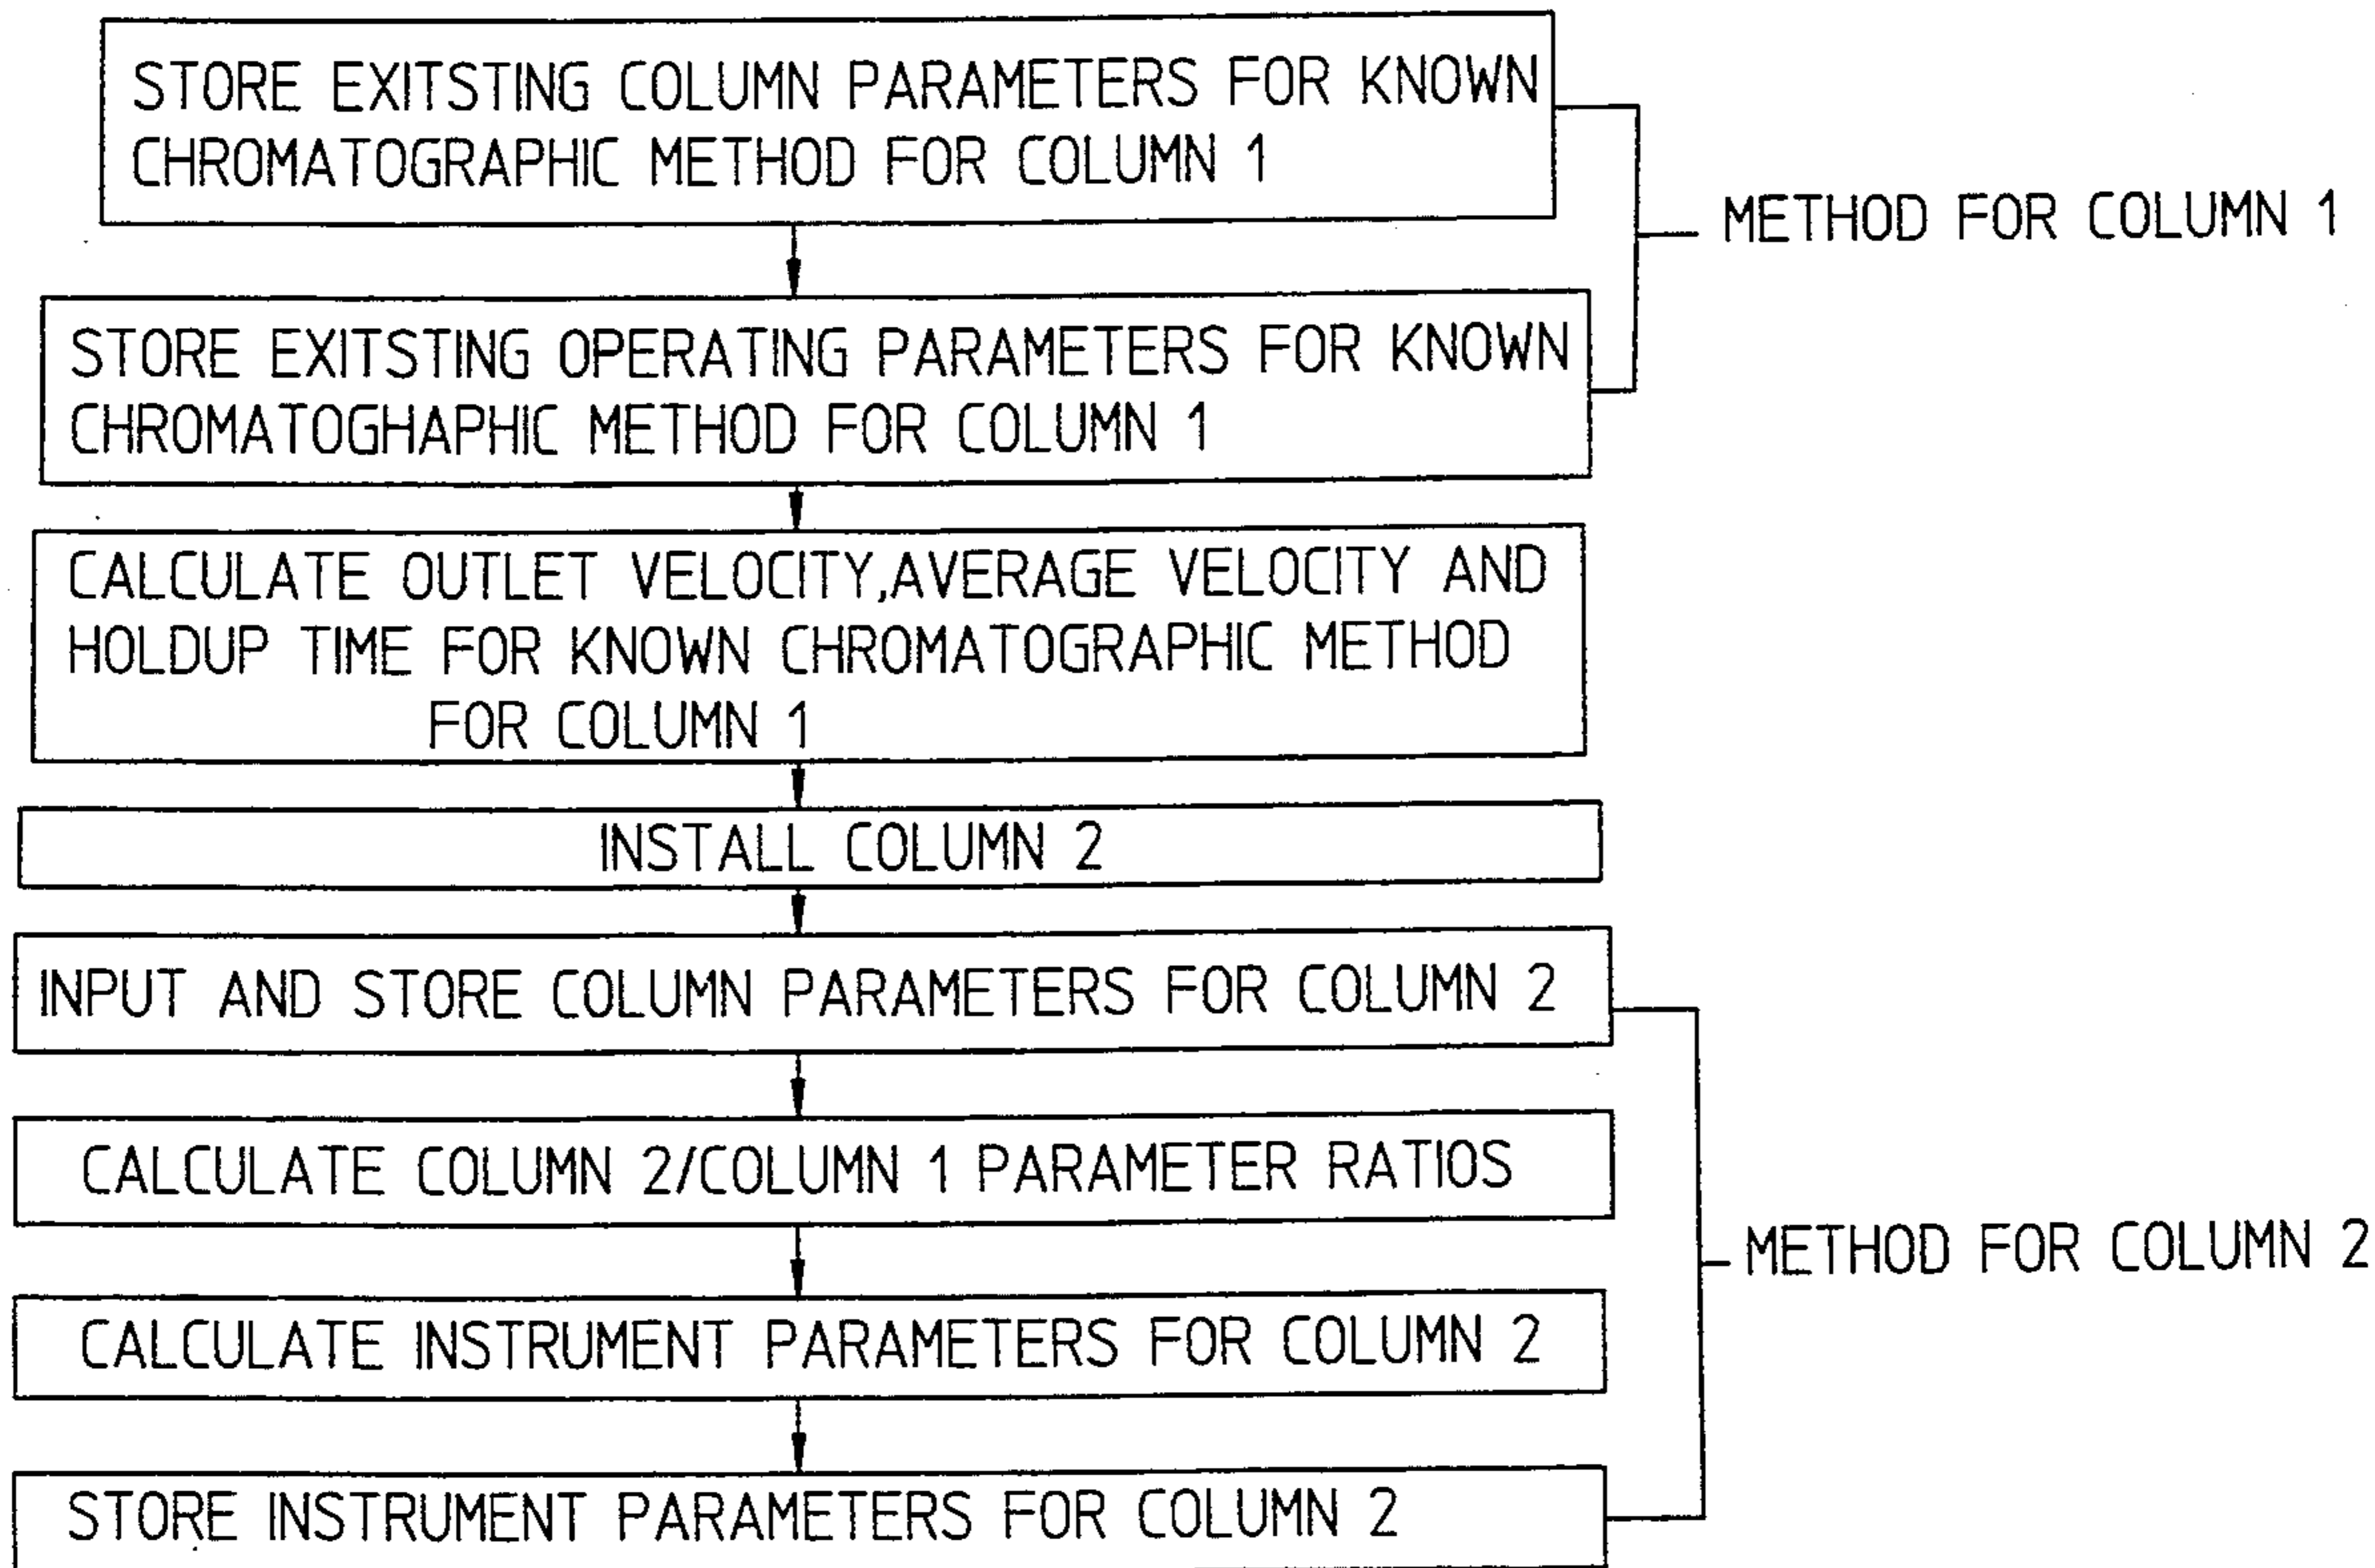 STORE EXITSTING COLUMN PARAMETERS FOR KNOWN
CHROMATOGRAPHIC METHOD FOR COLUMN 1
METHOD FOR COLUMN 1
STORE EXITSTING OPERATING PARAMETERS FOR KNOWN
CHROMATOGHAPHIC METHOD FOR COLUMN 1
CALCULATE OUTLET VELOCITY,AVERAGE VELOCITY AND
HOLDUP TIME FOR KNOWN CHROMATOGRAPHIC METHOD
FOR COLUMN 1
INSTALL COLUMN 2
INPUT AND STORE COLUMN PARAMETERS FOR COLUMN 2
CALCULATE COLUMN 2/COLUMN 1 PARAMETER RATIOS
METHOD FOR COLUMN 2
CALCULATE INSTRUMENT PARAMETERS FOR COLUMN 2
STORE INSTRUMENT PARAMETERS FOR COLUMN 2